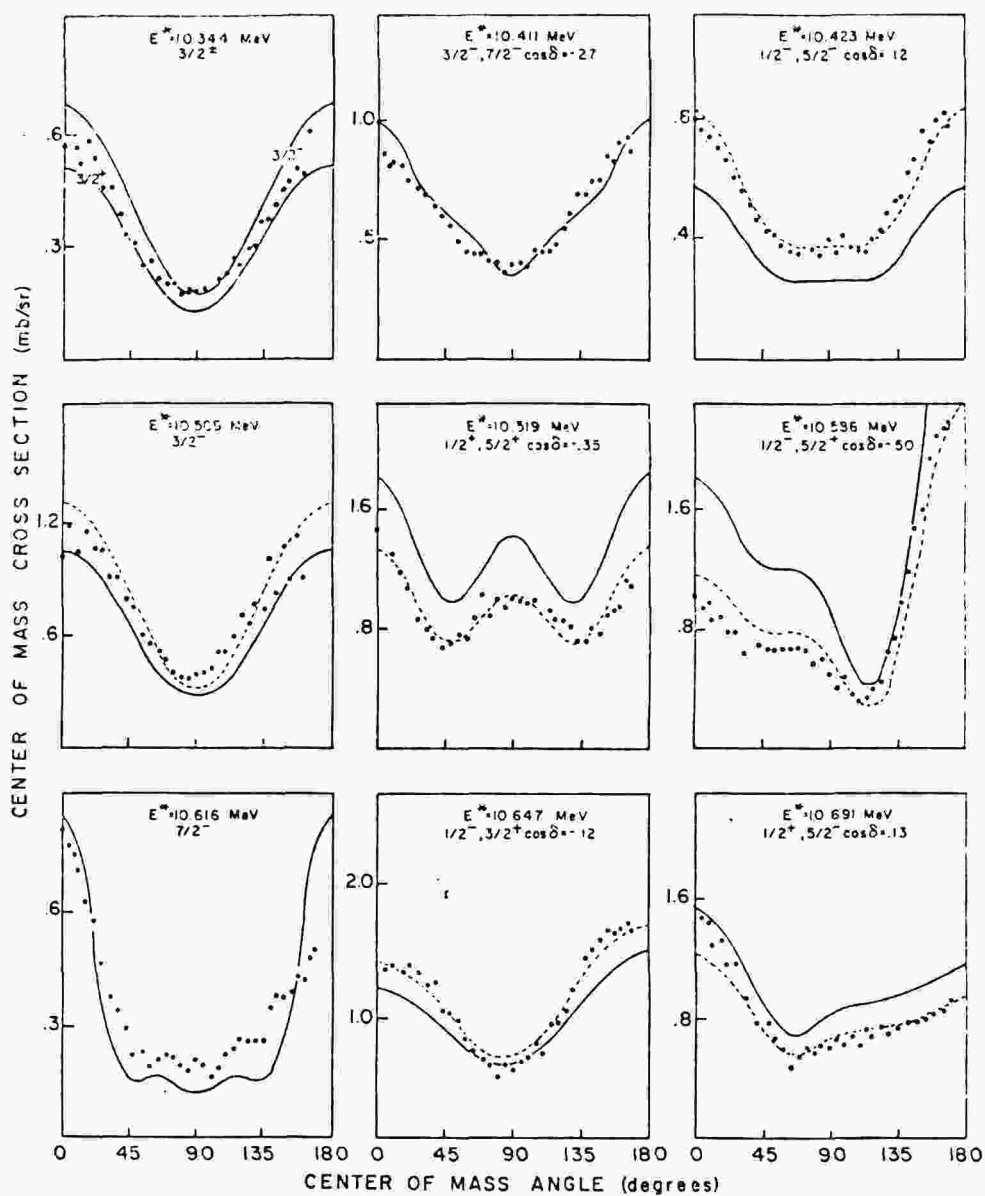 CENTER OF MASS CROSS SECTION (mb/sr)
E*=10.344 MeV
3/2±
.6
.3
3/2+
3/2-
E*=10.411 MeV
3/2-,7/2- cosδ=-.27
1.0
.5
E*=10.423 MeV
1/2-,5/2- cosδ=.12
.6
.4
3/2-
1.2
.6
E*=10.519 MeV
1/2+,5/2+ cosδ=-.35
1.6
.8
1/2-,5/2+ cosδ=-.50
1.6
.8
E*=10.616 MeV
7/2-
.6
.3
0 45 90 135 180
E*=10.647 MeV
1/2-,3/2+ cosδ=-.12
2.0
1.0
0 45 90 135 180
E*=10.691 MeV
1/2+,5/2- cosδ=.13
1.6
.8
0 45 90 135 180
CENTER OF MASS ANGLE (degrees)